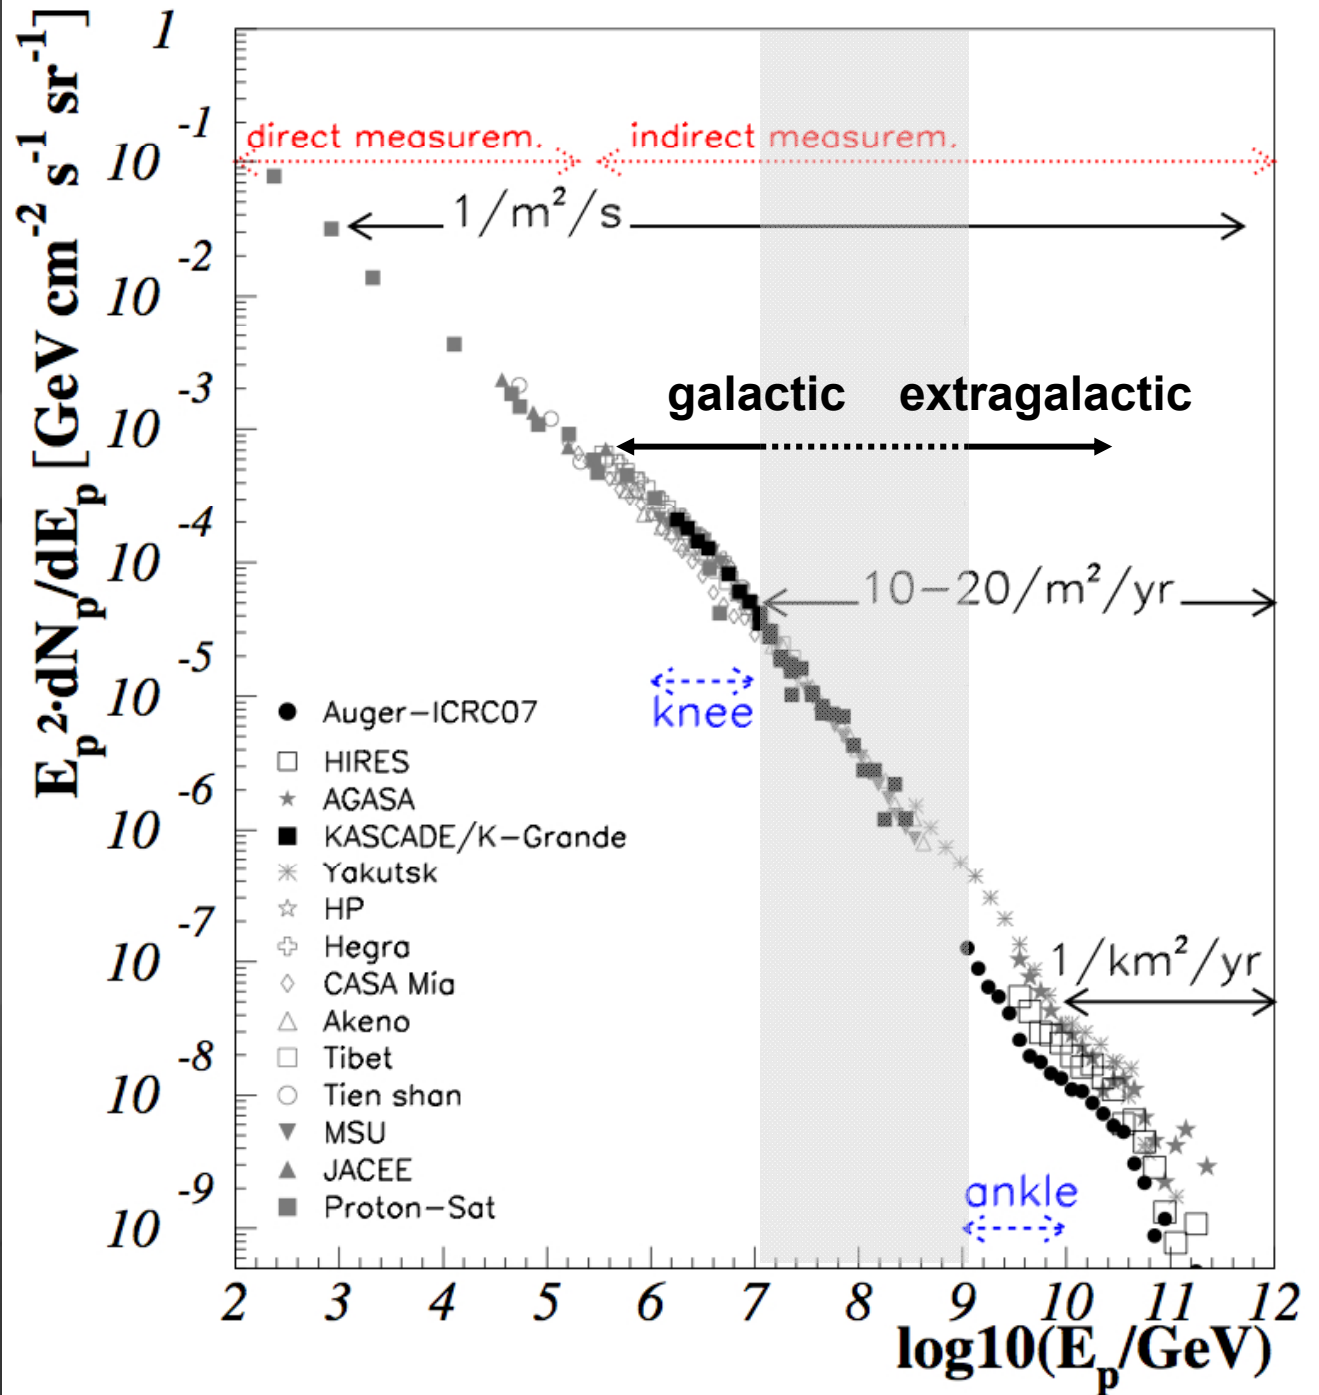 E_p^2·dN_p/dE_p [GeV cm^-2 s^-1 sr^-1]
1
10^-1
10^-2
10^-3
10^-4
10^-5
10^-6
10^-7
10^-8
10^-9
direct measurem.
indirect measurem.
1/m²/s
galactic
extragalactic
10-20/m²/yr
knee
1/km²/yr
ankle
Auger-ICRC07
HIRES
AGASA
KASCADE/K-Grande
Yakutsk
HP
Hegra
CASA Mia
Akeno
Tibet
Tien shan
MSU
JACEE
Proton-Sat
2 3 4 5 6 7 8 9 10 11 12
log10(E_p/GeV)